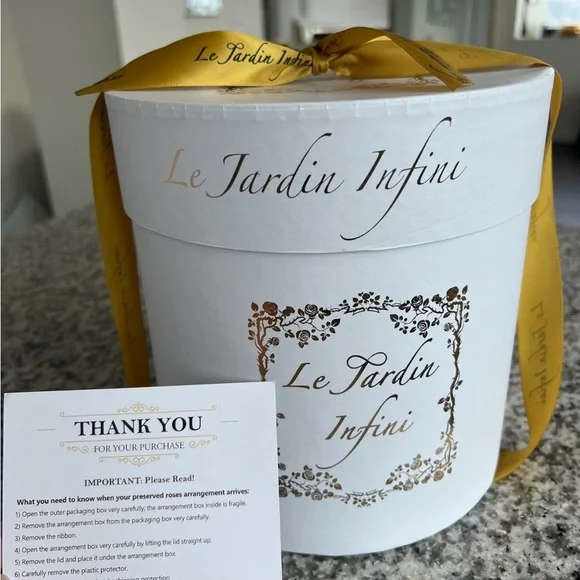 Le Jardin Infini
Le Jardin Infini
Le Jardin
Infini
THANK YOU
FOR YOUR PURCHASE
IMPORTANT: Please Read!
What you need to know when your preserved roses arrangement arrives:
1) Open the outer packaging box very carefully; the arrangement box inside is fragile.
2) Remove the arrangement box from the packaging box very carefully.
3) Remove the ribbon.
4) Open the arrangement box very carefully by lifting the lid straight up.
5) Remove the lid and place it under the arrangement box.
6) Carefully remove the plastic protector.